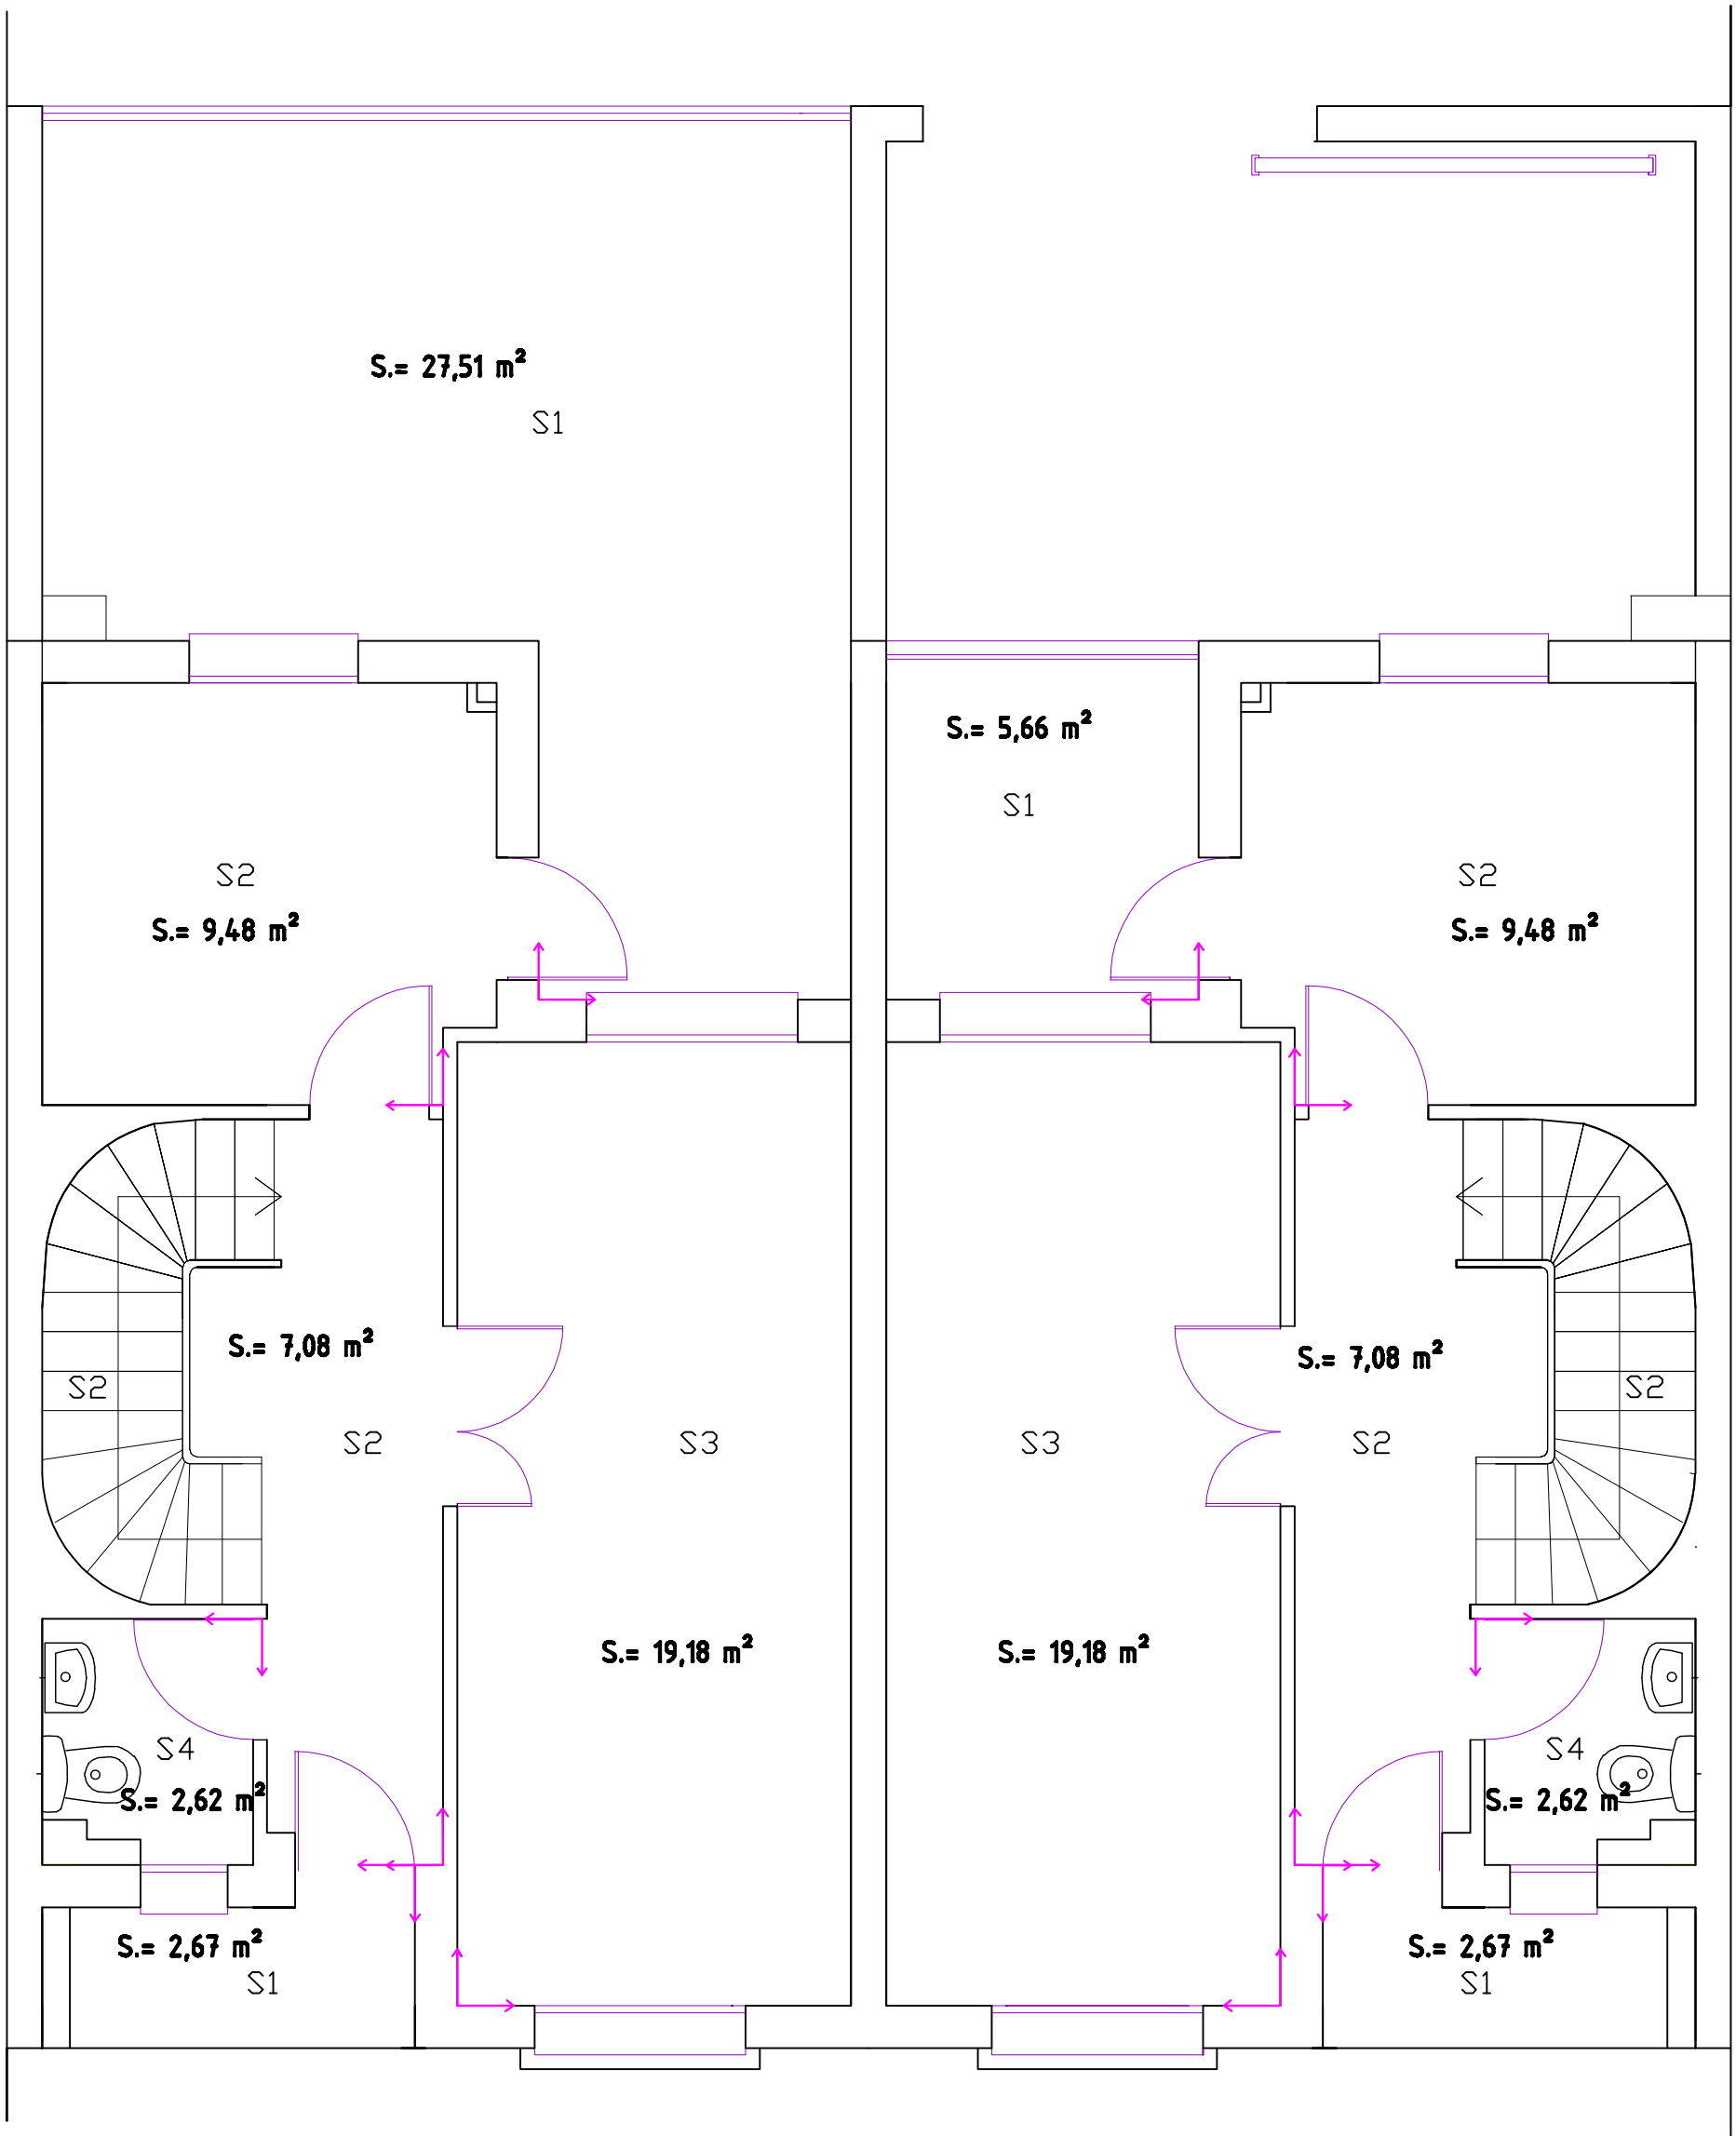 S.= 27,51 m²
S1
S.= 5,66 m²
S1
S2
S2
S.= 9,48 m²
S.= 9,48 m²
S.= 7,08 m²
S.= 7,08 m²
S2
S2
S2
S3
S3
S2
S.= 19,18 m²
S.= 19,18 m²
S4
S4
S.= 2,62 m²
S.= 2,62 m²
S.= 2,67 m²
S.= 2,67 m²
S1
S1